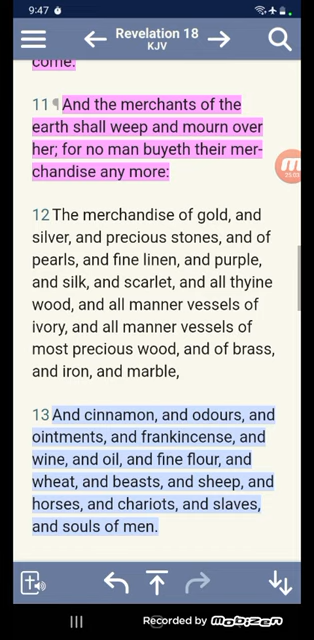 9:47
Revelation 18
KJV
come.
11 ¶ And the merchants of the
earth shall weep and mourn over
her; for no man buyeth their mer-
chandise any more:
12 The merchandise of gold, and
silver, and precious stones, and of
pearls, and fine linen, and purple,
and silk, and scarlet, and all thyine
wood, and all manner vessels of
ivory, and all manner vessels of
most precious wood, and of brass,
and iron, and marble,
13 And cinnamon, and odours, and
ointments, and frankincense, and
wine, and oil, and fine flour, and
wheat, and beasts, and sheep, and
horses, and chariots, and slaves,
and souls of men.
Recorded by mobizen